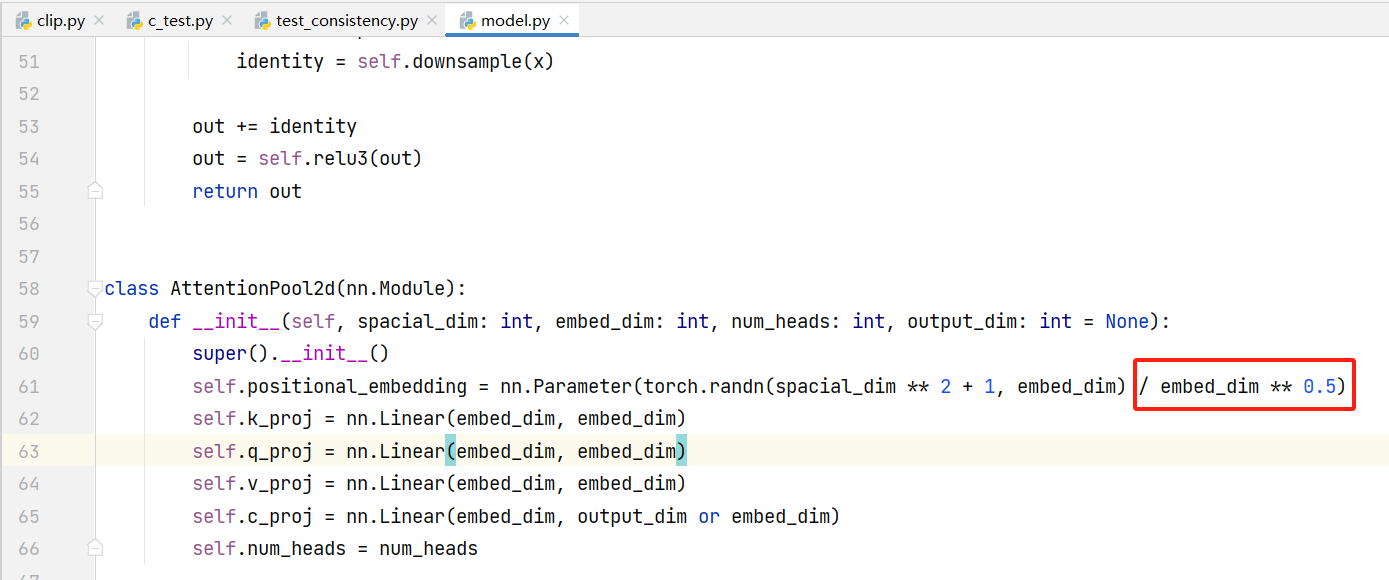 clip.py c_test.py test_consistency.py model.py
51 identity = self.downsample(x)
52
53 out += identity
54 out = self.relu3(out)
55 return out
56
57
58 class AttentionPool2d(nn.Module):
59 def __init__(self, spacial_dim: int, embed_dim: int, num_heads: int, output_dim: int = None):
60 super().__init__()
61 self.positional_embedding = nn.Parameter(torch.randn(spacial_dim ** 2 + 1, embed_dim) / embed_dim ** 0.5)
62 self.k_proj = nn.Linear(embed_dim, embed_dim)
63 self.q_proj = nn.Linear(embed_dim, embed_dim)
64 self.v_proj = nn.Linear(embed_dim, embed_dim)
65 self.c_proj = nn.Linear(embed_dim, output_dim or embed_dim)
66 self.num_heads = num_heads